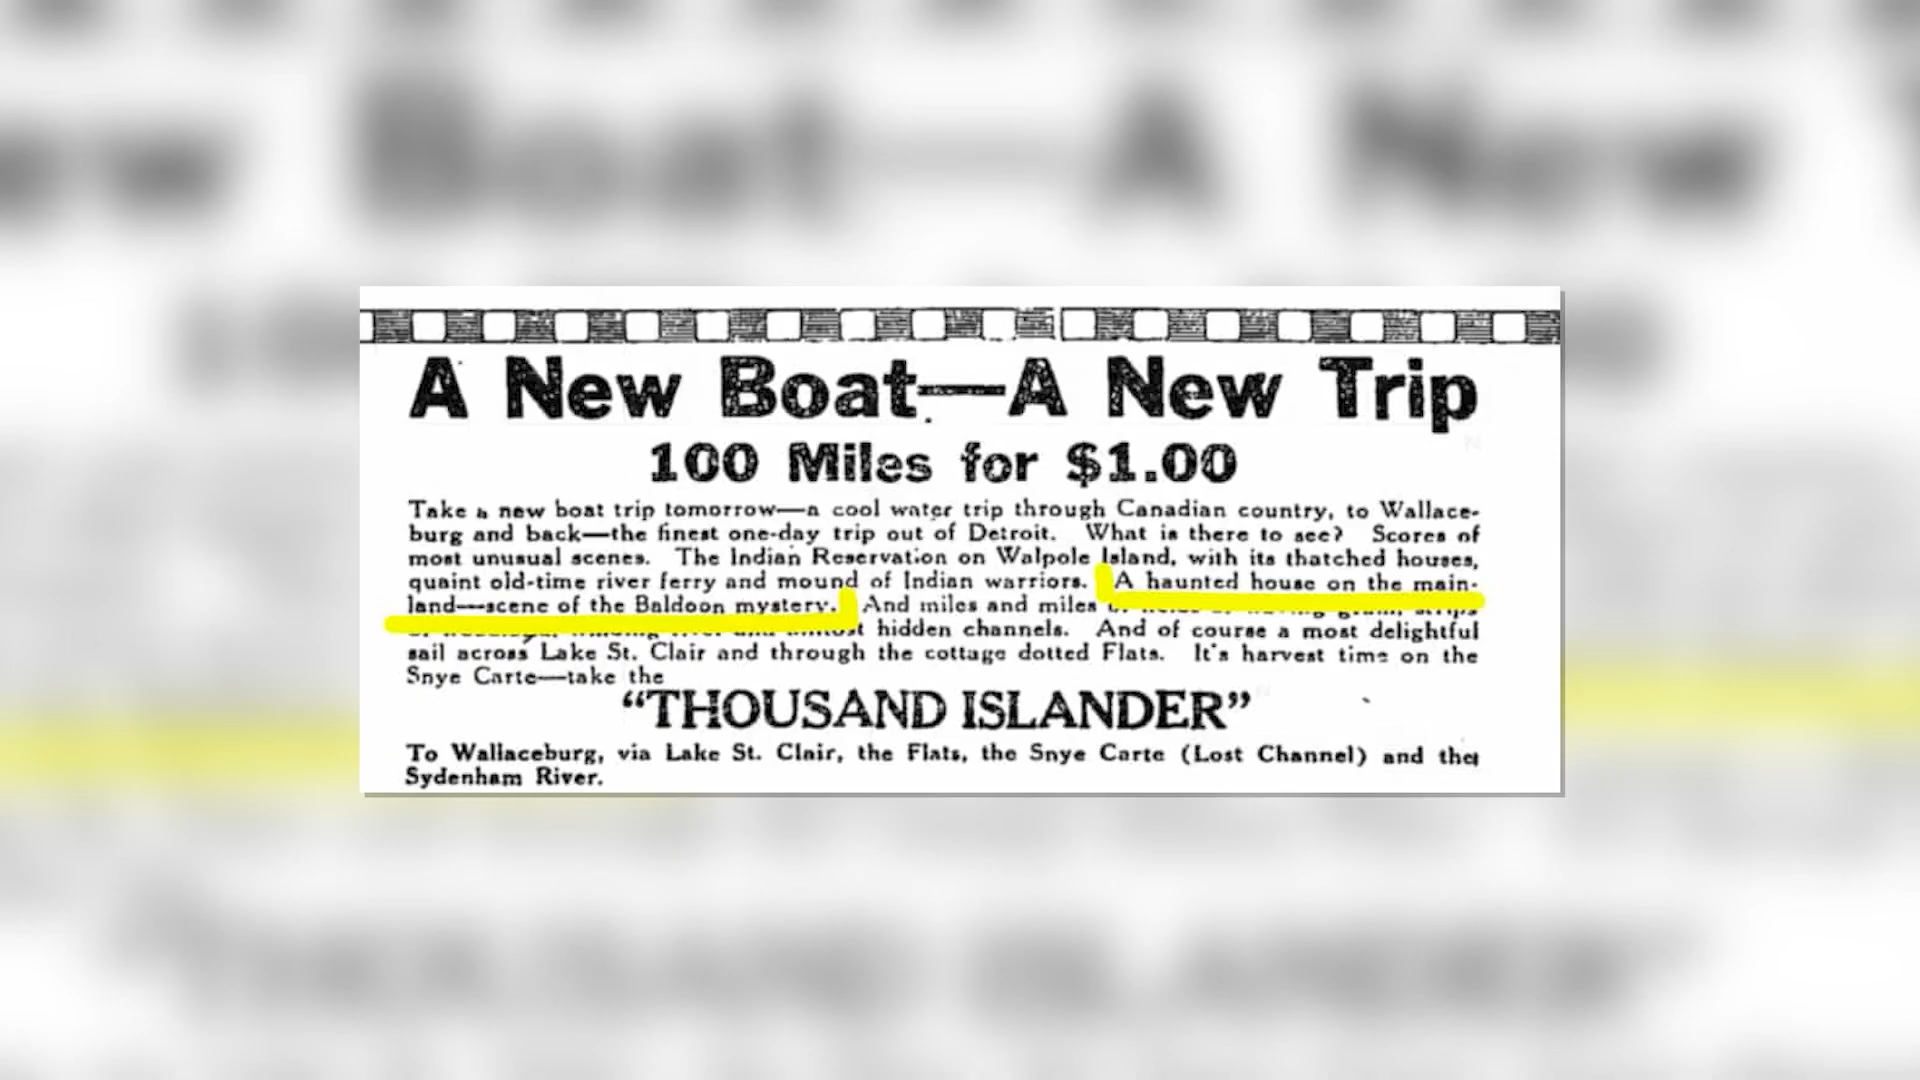 A New Boat—A New Trip
100 Miles for $1.00
Take a new boat trip tomorrow—a cool water trip through Canadian country, to Wallace-
burg and back—the finest one-day trip out of Detroit. What is there to see? Scores of
most unusual scenes. The Indian Reservation on Walpole Island, with its thatched houses,
quaint old-time river ferry and mound of Indian warriors. A haunted house on the main-
land—scene of the Baldoon mystery. And miles and miles
hidden channels. And of course a most delightful
sail across Lake St. Clair and through the cottage dotted Flats. It's harvest time on the
Snye Carte—take the
"THOUSAND ISLANDER"
To Wallaceburg, via Lake St. Clair, the Flats, the Snye Carte (Lost Channel) and the
Sydenham River.